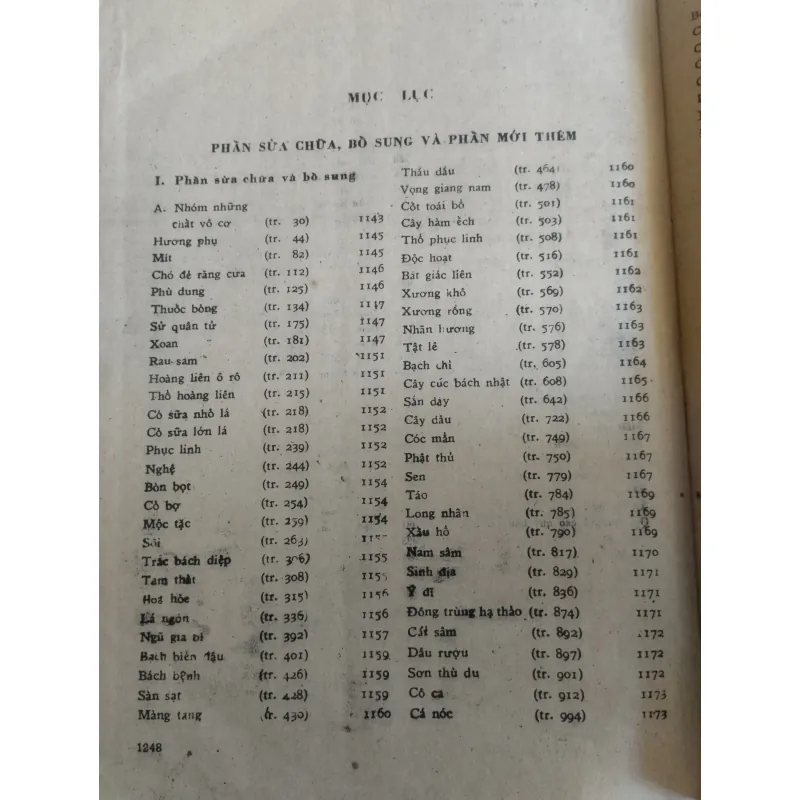 MỤC LỤC
PHẦN SỬA CHỮA, BỔ SUNG VÀ PHẦN MỚI THÊM
I. Phần sửa chữa và bổ sung
A. Nhóm những
chất vô cơ (tr. 30) 1143
Hương phụ (tr. 44) 1145
Mít (tr. 82) 1145
Chó đẻ răng cưa (tr. 112) 1146
Phù dung (tr. 125) 1146
Thuốc bỏng (tr. 134) 1147
Sử quân tử (tr. 175) 1147
Xoan (tr. 181) 1147
Rau sam (tr. 202) 1151
Hoàng liên ô rô (tr. 211) 1151
Thổ hoàng liên (tr. 215) 1151
Cỏ sữa nhỏ lá (tr. 218) 1152
Cỏ sữa lớn lá (tr. 218) 1152
Phục linh (tr. 239) 1152
Nghệ (tr. 244) 1152
Bòn bọt (tr. 249) 1154
Cỏ bợ (tr. 254) 1154
Mộc tặc (tr. 259) 1154
Sỏi (tr. 263)
Trắc bách diệp (tr. 306) 1155
Tam thất (tr. 308) 1155
Hoa hòe (tr. 315) 1156
Lá ngón (tr. 336) 1156
Ngũ gia bì (tr. 392) 1157
Bạch biển đậu (tr. 401) 1159
Bách bệnh (tr. 426) 1159
Sàn sạt (tr. 428) 1159
Màng tang (tr. 430) 1160
Thầu dầu (tr. 464) 1160
Vọng giang nam (tr. 478) 1160
Cốt toái bổ (tr. 501) 1161
Cây hàm ếch (tr. 503) 1161
Thổ phục linh (tr. 508) 1161
Độc hoạt (tr. 516) 1161
Bát giác liên (tr. 552) 1162
Xương khô (tr. 569) 1162
Xương rồng (tr. 570) 1163
Nhãn hương (tr. 576) 1163
Tật lê (tr. 578) 1163
Bạch chỉ (tr. 605) 1164
Cây cúc bách nhật (tr. 608) 1165
Sắn dây (tr. 642) 1166
Cây dâu (tr. 722) 1166
Cóc mẳn (tr. 749) 1167
Phật thủ (tr. 750) 1167
Sen (tr. 779) 1167
Táo (tr. 784) 1169
Long nhãn (tr. 785) 1169
Xấu hổ (tr. 790) 1169
Nam sâm (tr. 817) 1170
Sinh địa (tr. 829) 1171
Ý dĩ (tr. 836) 1171
Đông trùng hạ thảo (tr. 874) 1171
Cát sâm (tr. 892) 1172
Dầu rượu (tr. 897) 1172
Sơn thù du (tr. 901) 1172
Cô ca (tr. 912) 1173
Cá nóc (tr. 994) 1173
1248